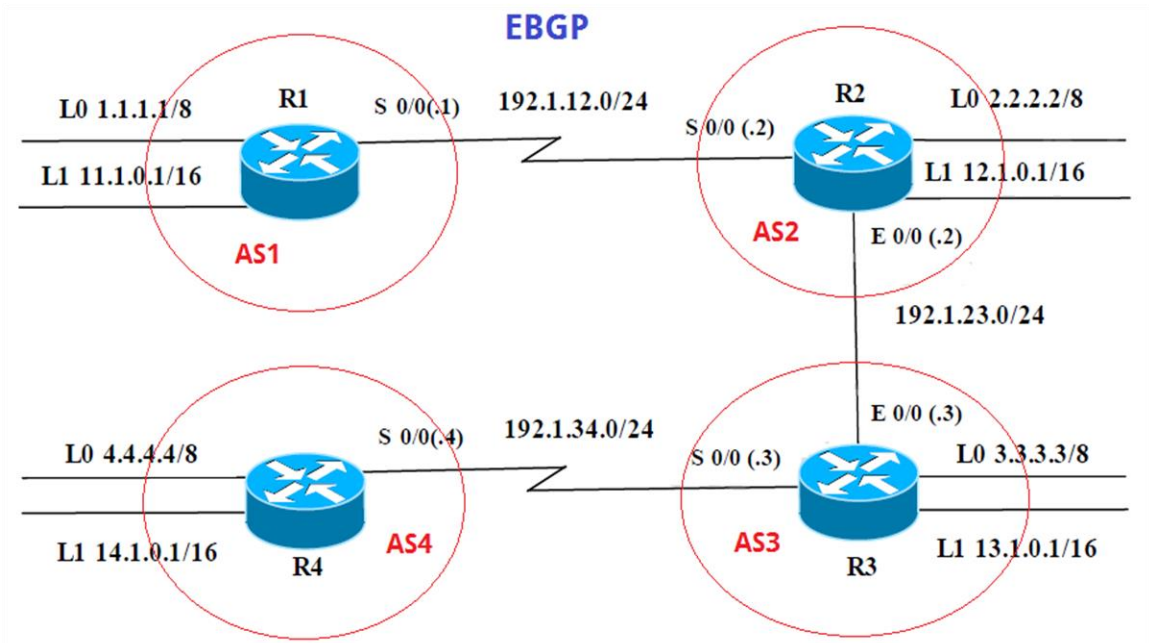 EBGP
L0 1.1.1.1/8
R1
S 0/0(.1)
192.1.12.0/24
S 0/0 (.2)
R2
L0 2.2.2.2/8
L1 11.1.0.1/16
L1 12.1.0.1/16
AS1
AS2
E 0/0 (.2)
192.1.23.0/24
L0 4.4.4.4/8
S 0/0(.4)
192.1.34.0/24
S 0/0 (.3)
E 0/0 (.3)
L0 3.3.3.3/8
L1 14.1.0.1/16
R4
AS4
AS3
R3
L1 13.1.0.1/16